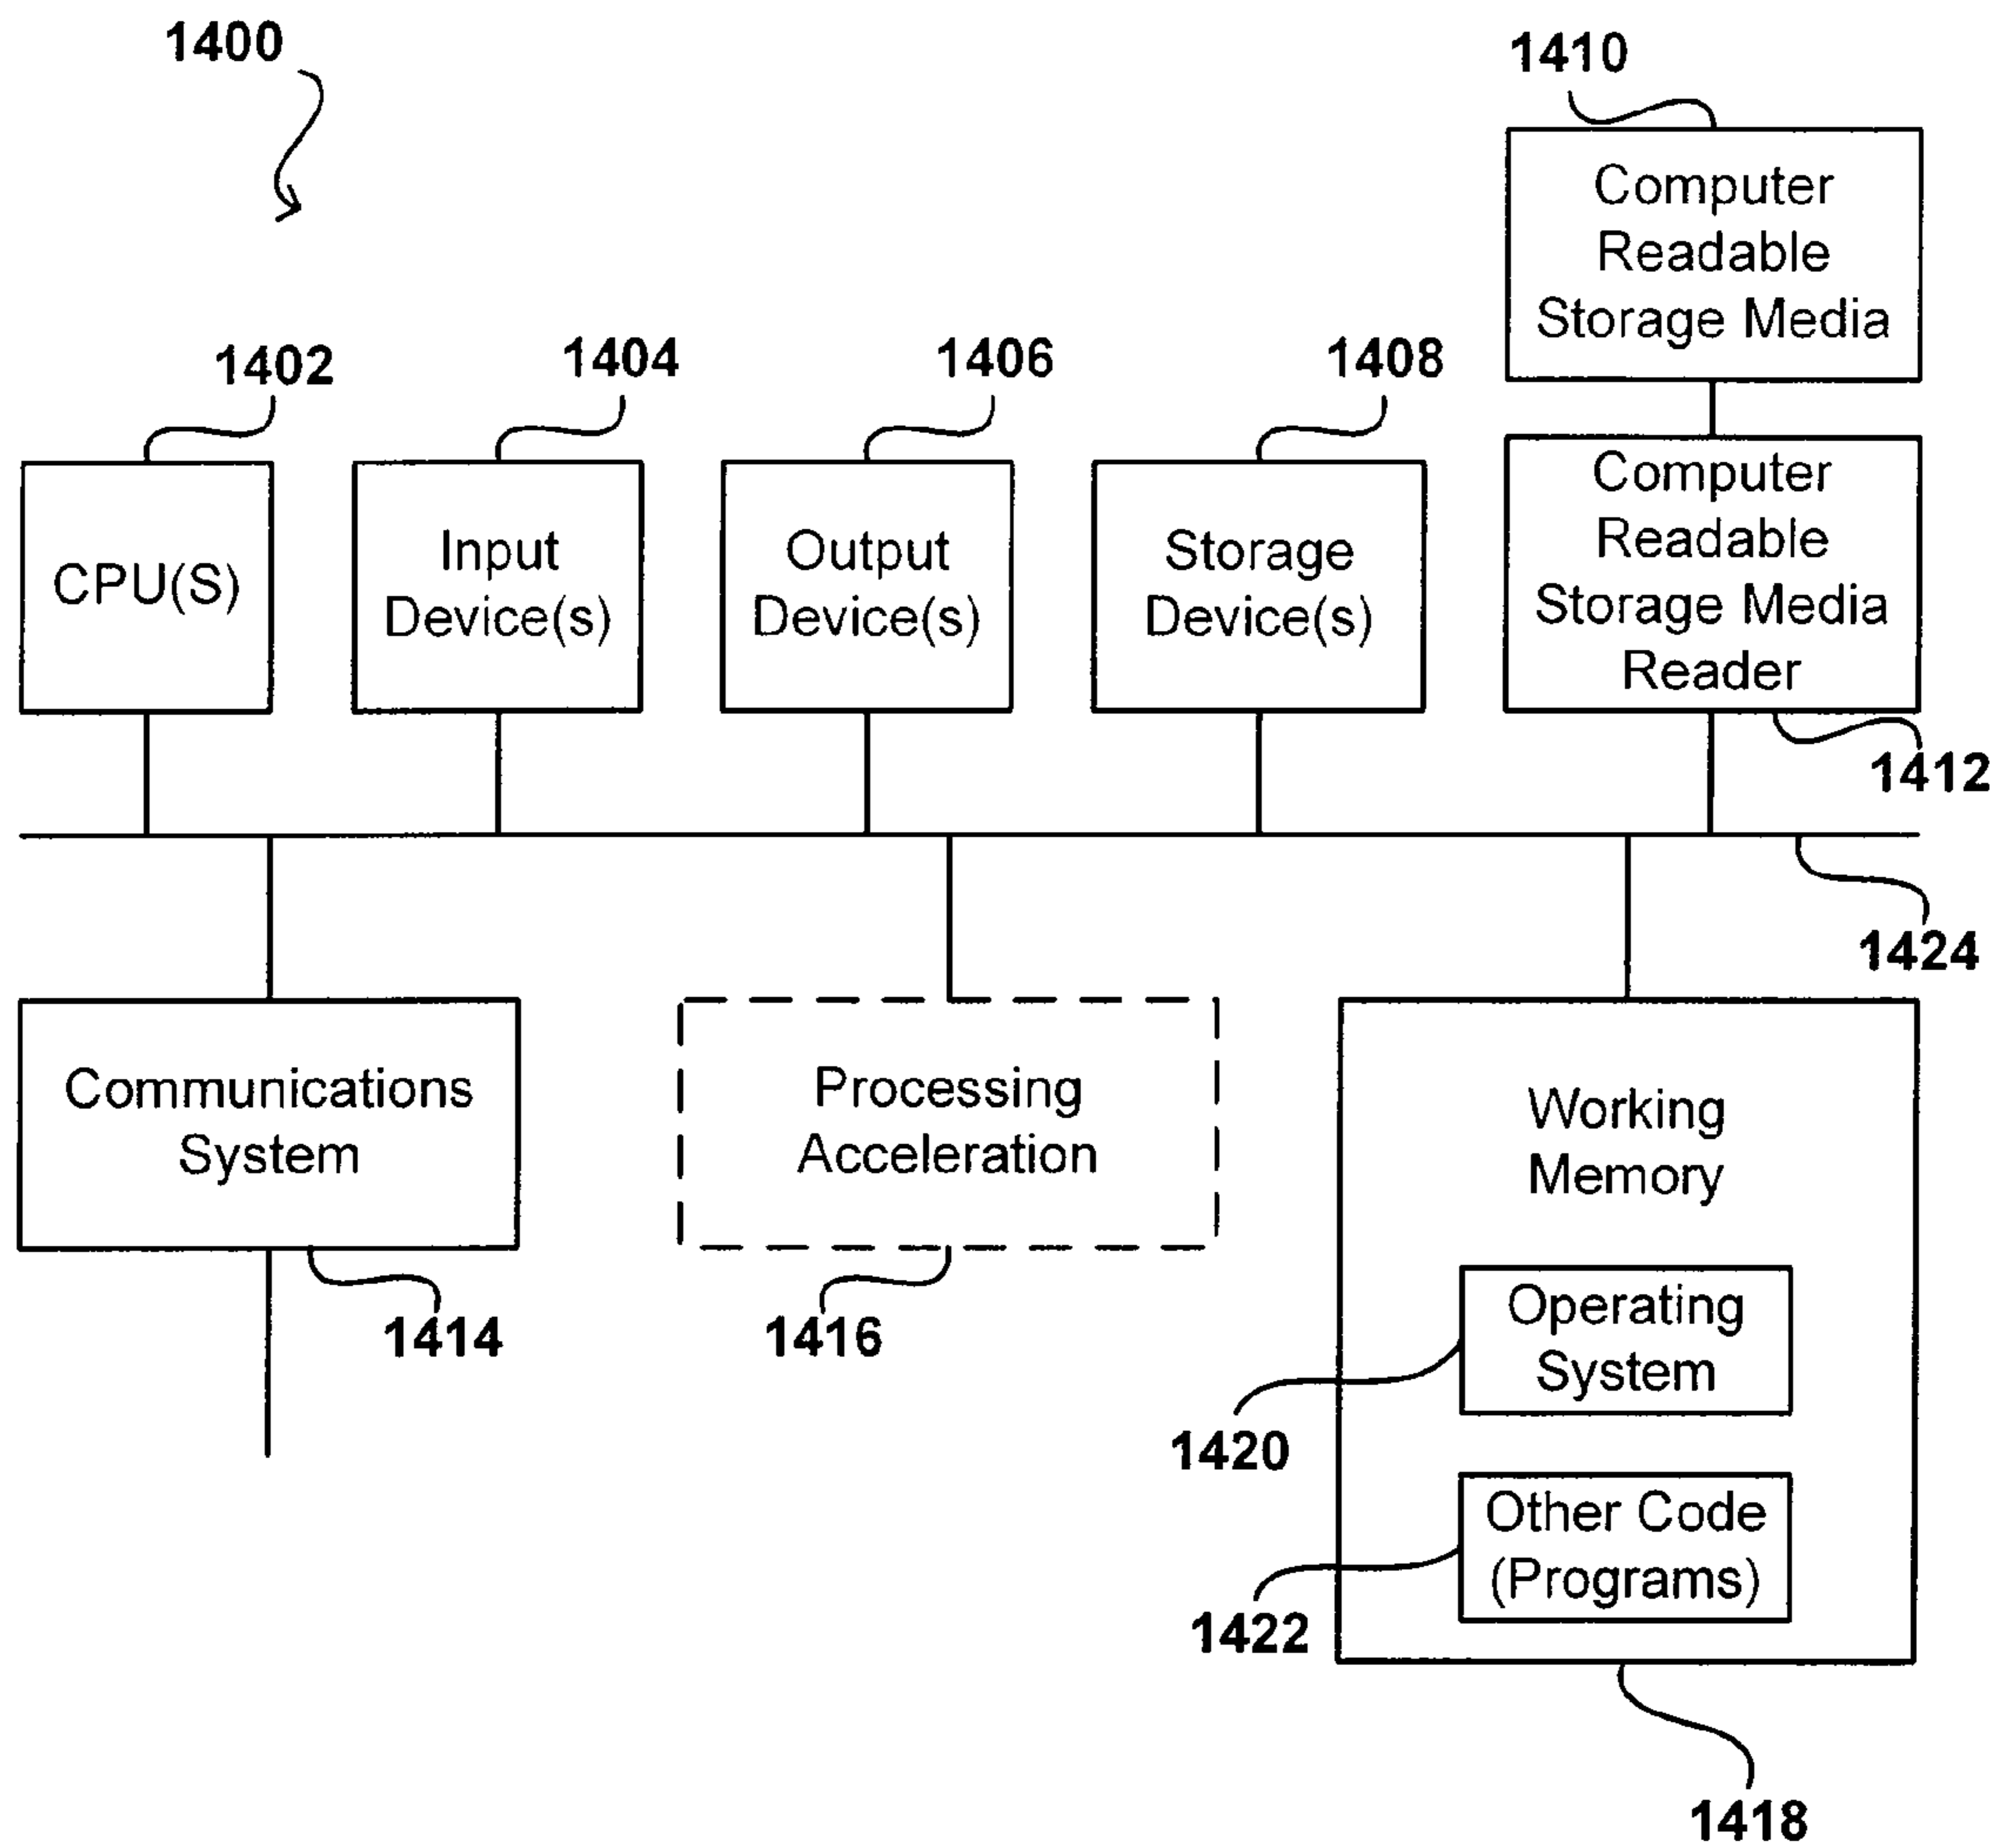 1400
1410
Computer
Readable
Storage Media
1402
1404
1406
1408
CPU(S)
Input
Device(s)
Output
Device(s)
Storage
Device(s)
Computer
Readable
Storage Media
Reader
1412
1424
Communications
System
1414
Processing
Acceleration
1416
Working
Memory
Operating
System
1420
Other Code
(Programs)
1422
1418